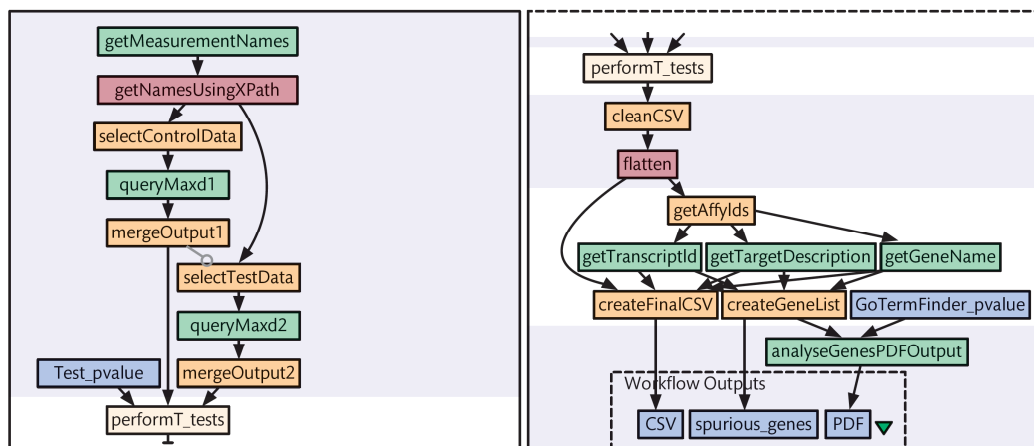 getMeasurementNames
getNamesUsingXPath
selectControlData
queryMaxd1
mergeOutput1
selectTestData
queryMaxd2
Test_pvalue
mergeOutput2
performT_tests
performT_tests
cleanCSV
flatten
getAffyIds
getTranscriptId
getTargetDescription
getGeneName
createFinalCSV
createGeneList
GoTermFinder_pvalue
analyseGenesPDFOutput
Workflow Outputs
CSV
spurious_genes
PDF